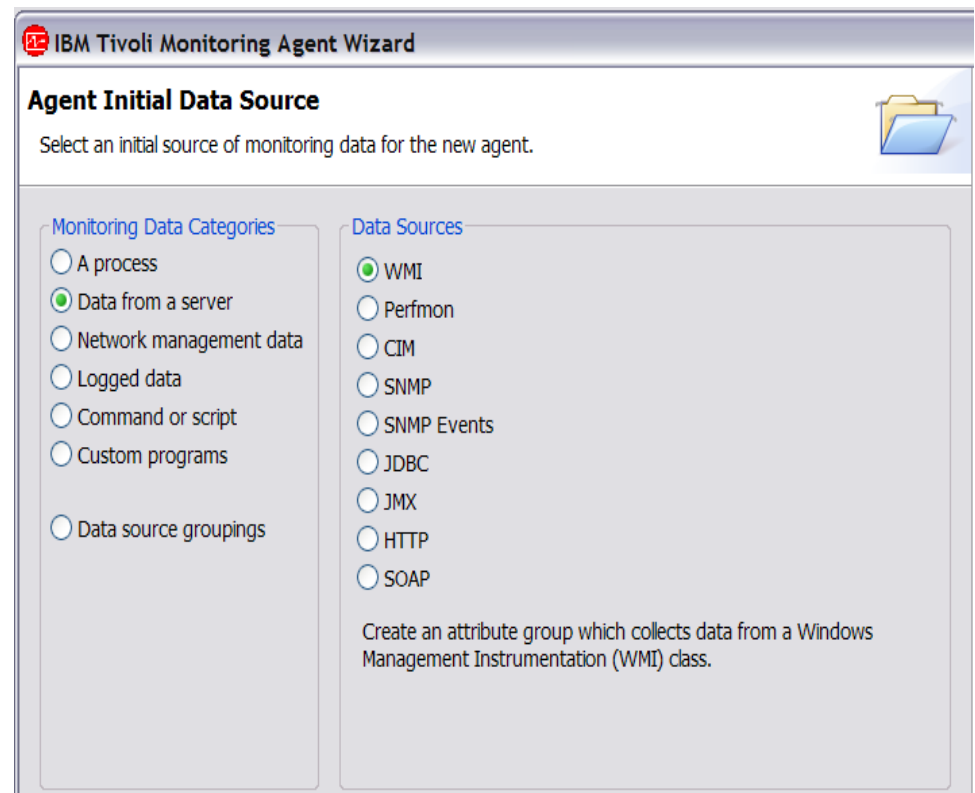 IBM Tivoli Monitoring Agent Wizard
Agent Initial Data Source
Select an initial source of monitoring data for the new agent.
Monitoring Data Categories
A process
Data from a server
Network management data
Logged data
Command or script
Custom programs
Data source groupings
Data Sources
WMI
Perfmon
CIM
SNMP
SNMP Events
JDBC
JMX
HTTP
SOAP
Create an attribute group which collects data from a Windows
Management Instrumentation (WMI) class.